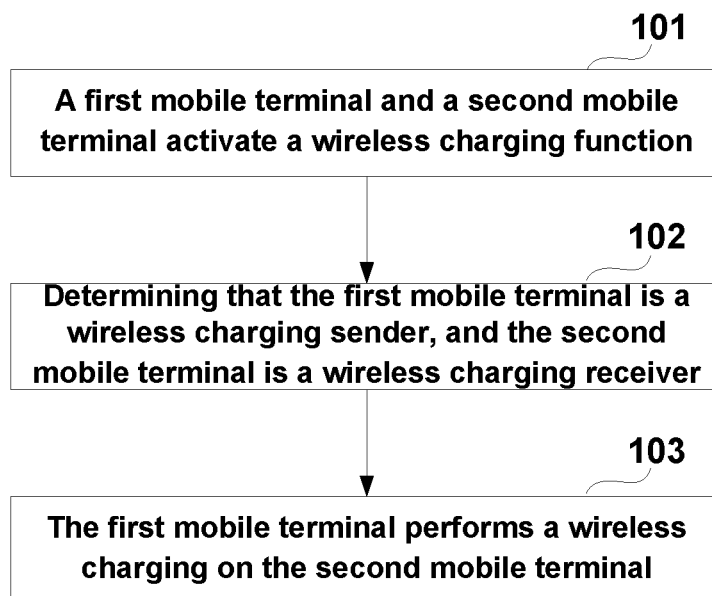 101
A first mobile terminal and a second mobile
terminal activate a wireless charging function
102
Determining that the first mobile terminal is a
wireless charging sender, and the second
mobile terminal is a wireless charging receiver
103
The first mobile terminal performs a wireless
charging on the second mobile terminal